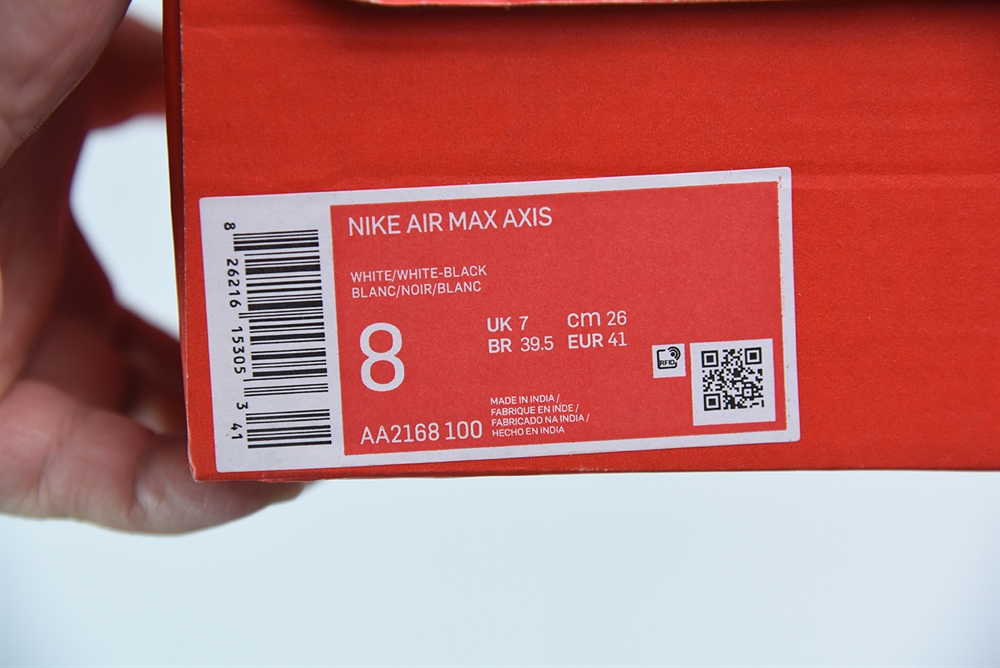 NIKE AIR MAX AXIS
WHITE/WHITE-BLACK
BLANC/NOIR/BLANC
8
UK 7 cm 26
BR 39.5 EUR 41
MADE IN INDIA /
FABRIQUE EN INDE /
FABRICADO NA INDIA /
HECHO EN INDIA
AA2168 100
RFID
8 26216 15305 3 41